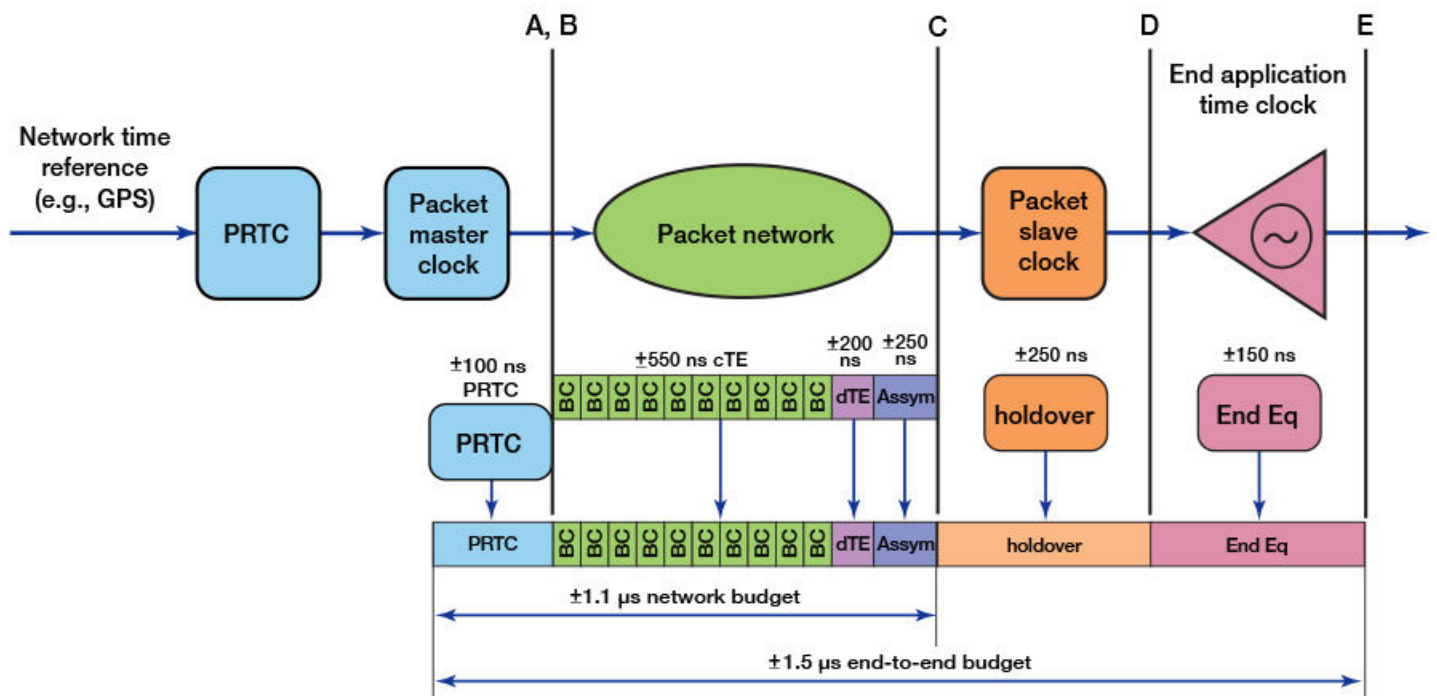 A, B
C
D
E
End application
time clock
Network time
reference
(e.g., GPS)
PRTC
Packet
master
clock
Packet network
Packet
slave
clock
±100 ns
PRTC
±550 ns cTE
±200
ns
±250
ns
±250 ns
±150 ns
PRTC
BC BC BC BC BC BC BC BC BC BC dTE Assym
holdover
End Eq
PRTC BC BC BC BC BC BC BC BC BC BC dTE Assym holdover End Eq
±1.1 µs network budget
±1.5 µs end-to-end budget